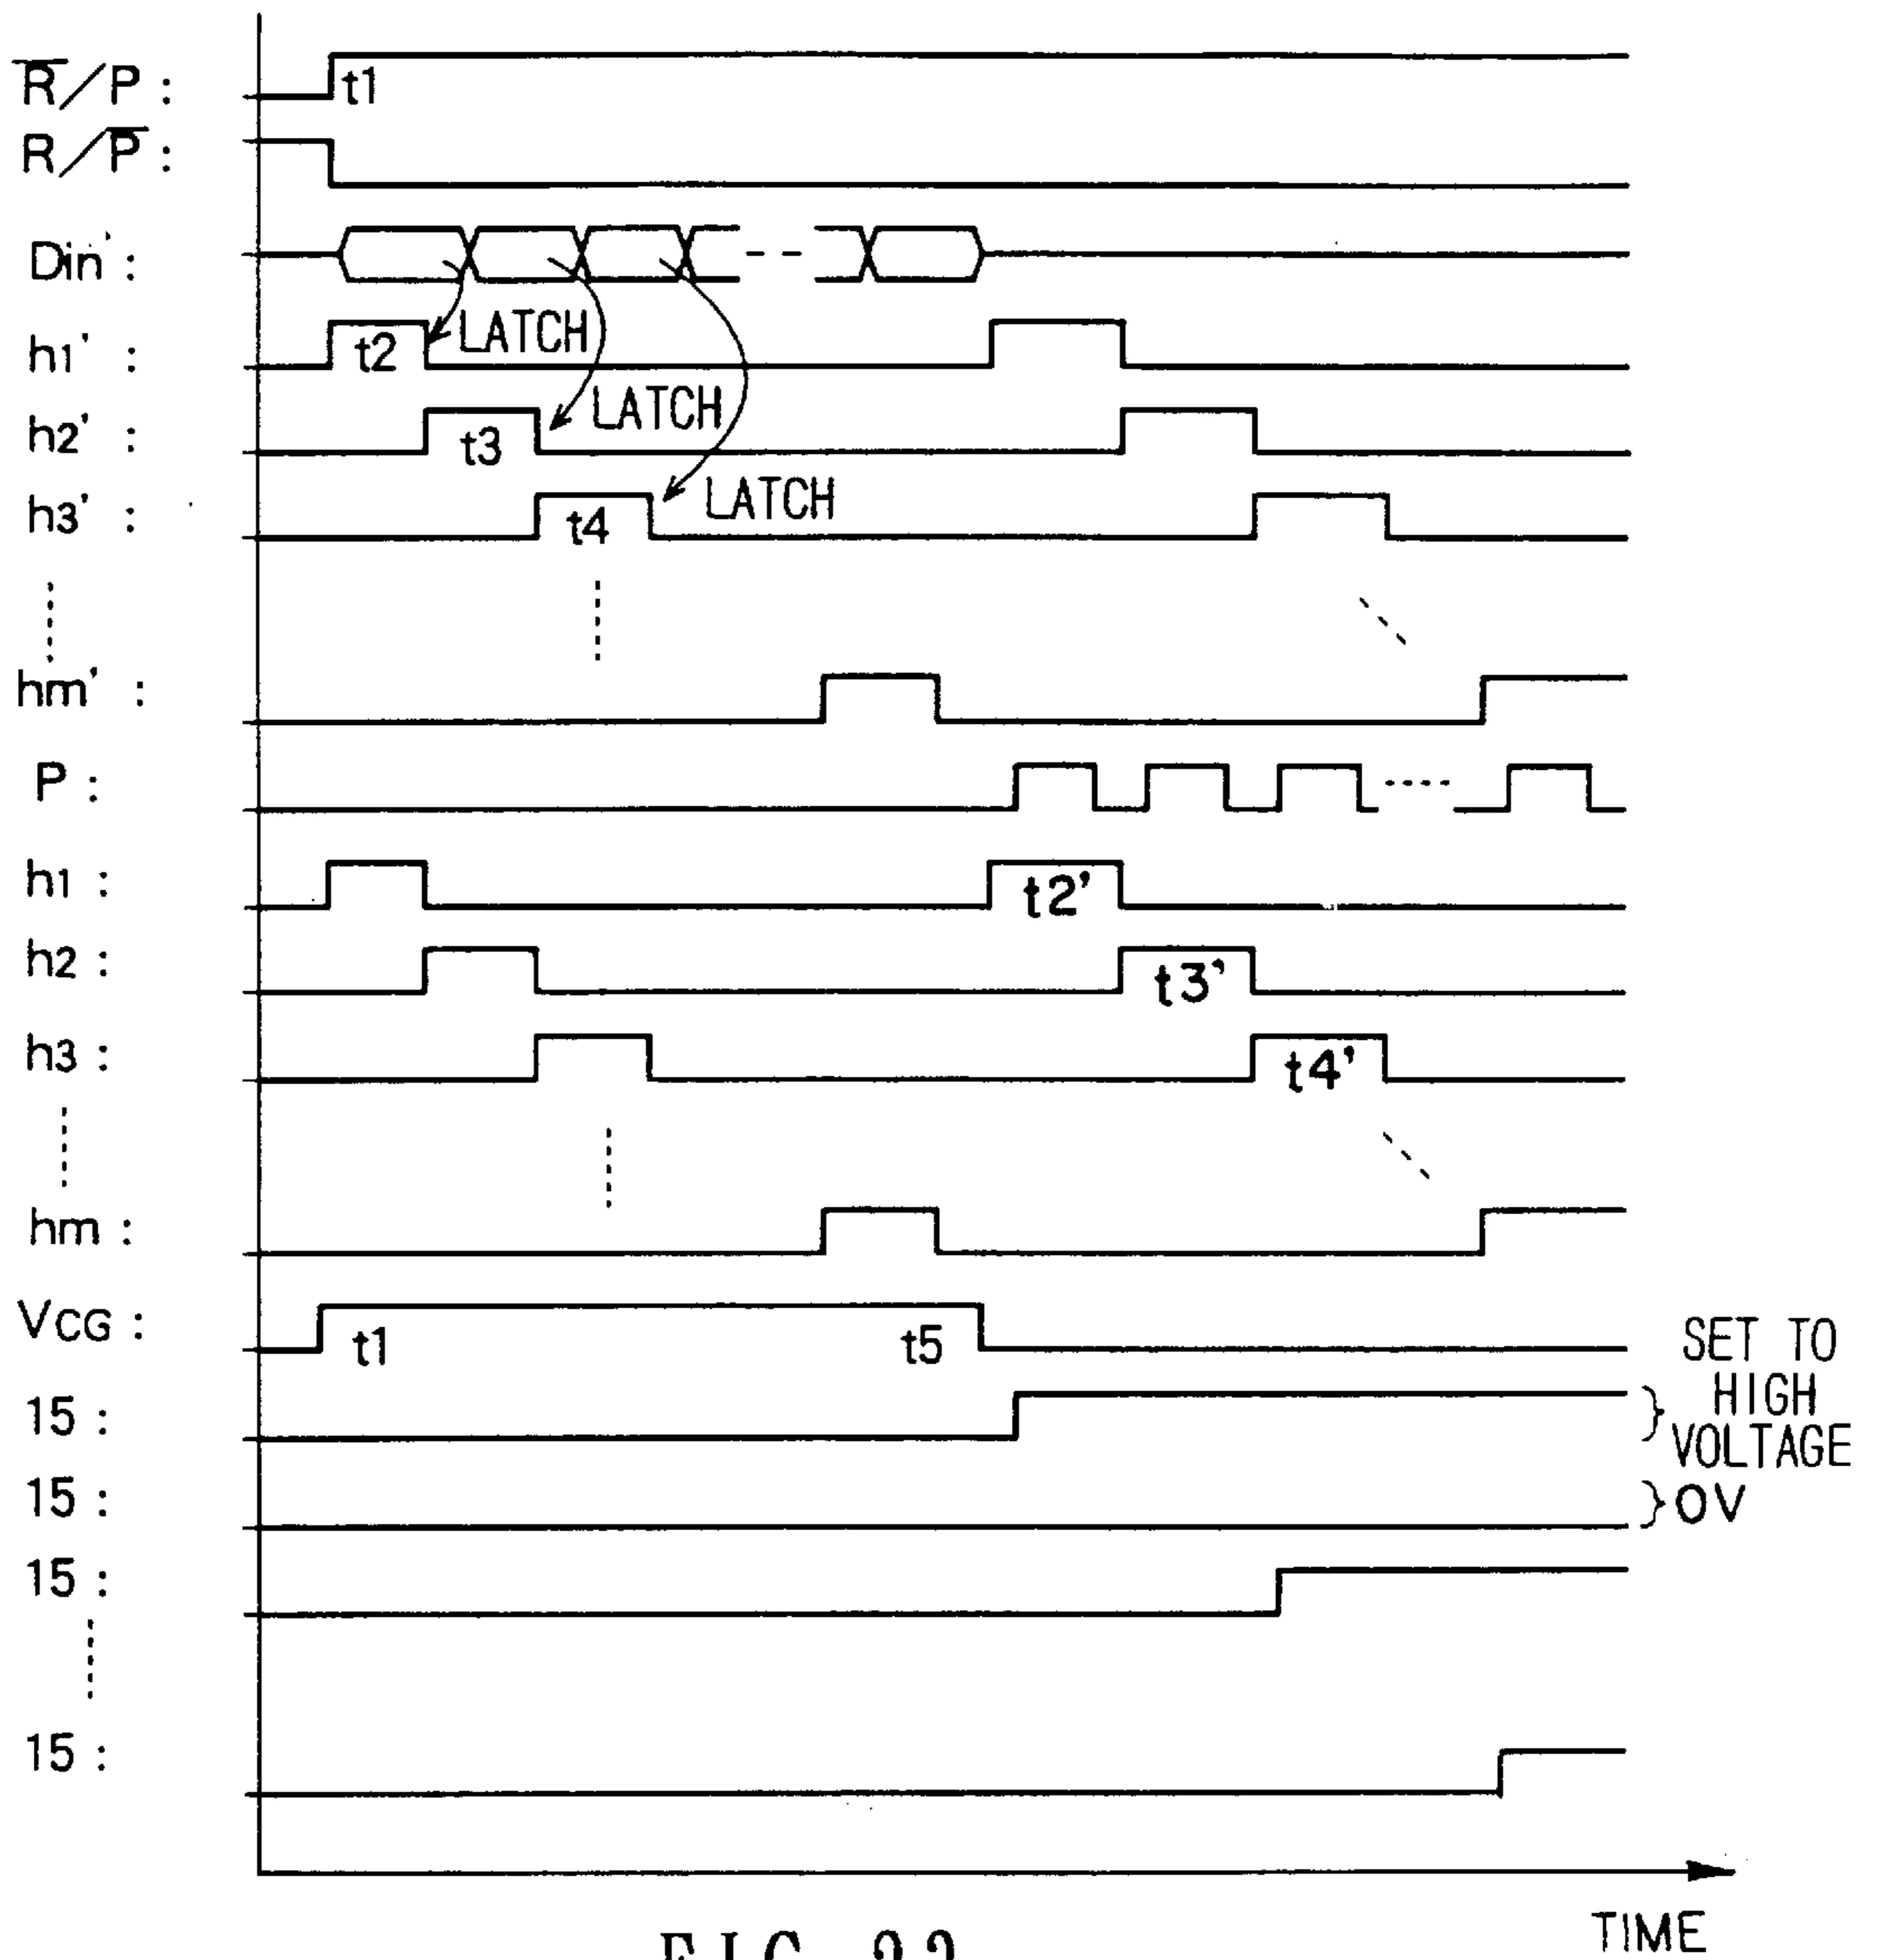 R̅/P : t1
R/P̅ :
Din' :
h1' : t2 LATCH
h2' : t3 LATCH
h3' : t4 LATCH
hm' :
P :
h1 : t2'
h2 : t3'
h3 : t4'
hm :
VCG : t1 t5
15 :
SET TO
HIGH
VOLTAGE
15 : 0V
15 :
15 :
TIME